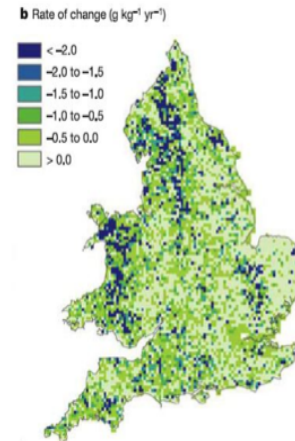 b Rate of change (g kg⁻¹ yr⁻¹)
< –2.0
–2.0 to –1.5
–1.5 to –1.0
–1.0 to –0.5
–0.5 to 0.0
> 0.0